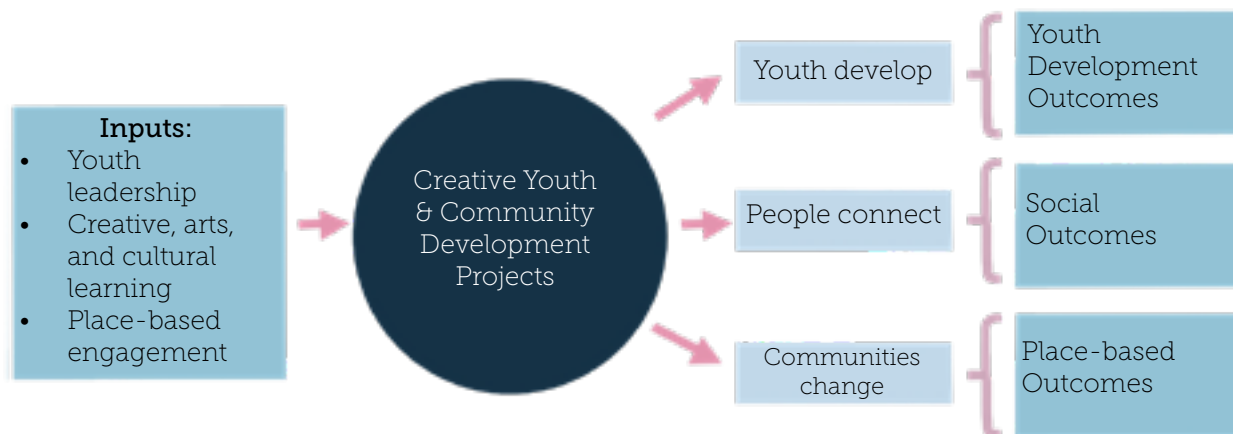 Inputs:
• Youth
leadership
• Creative, arts,
and cultural
learning
• Place-based
engagement
Creative Youth
& Community
Development
Projects
Youth develop
Youth
Development
Outcomes
People connect
Social
Outcomes
Communities
change
Place-based
Outcomes